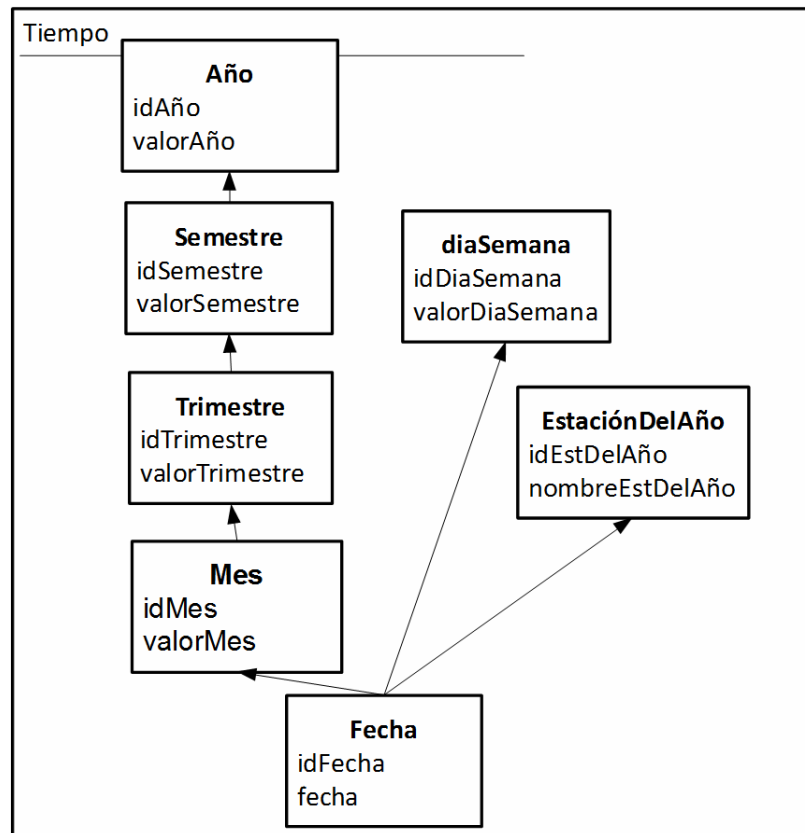 Tiempo
Año
idAño
valorAño
Semestre
idSemestre
valorSemestre
diaSemana
idDiaSemana
valorDiaSemana
Trimestre
idTrimestre
valorTrimestre
EstaciónDelAño
idEstDelAño
nombreEstDelAño
Mes
idMes
valorMes
Fecha
idFecha
fecha